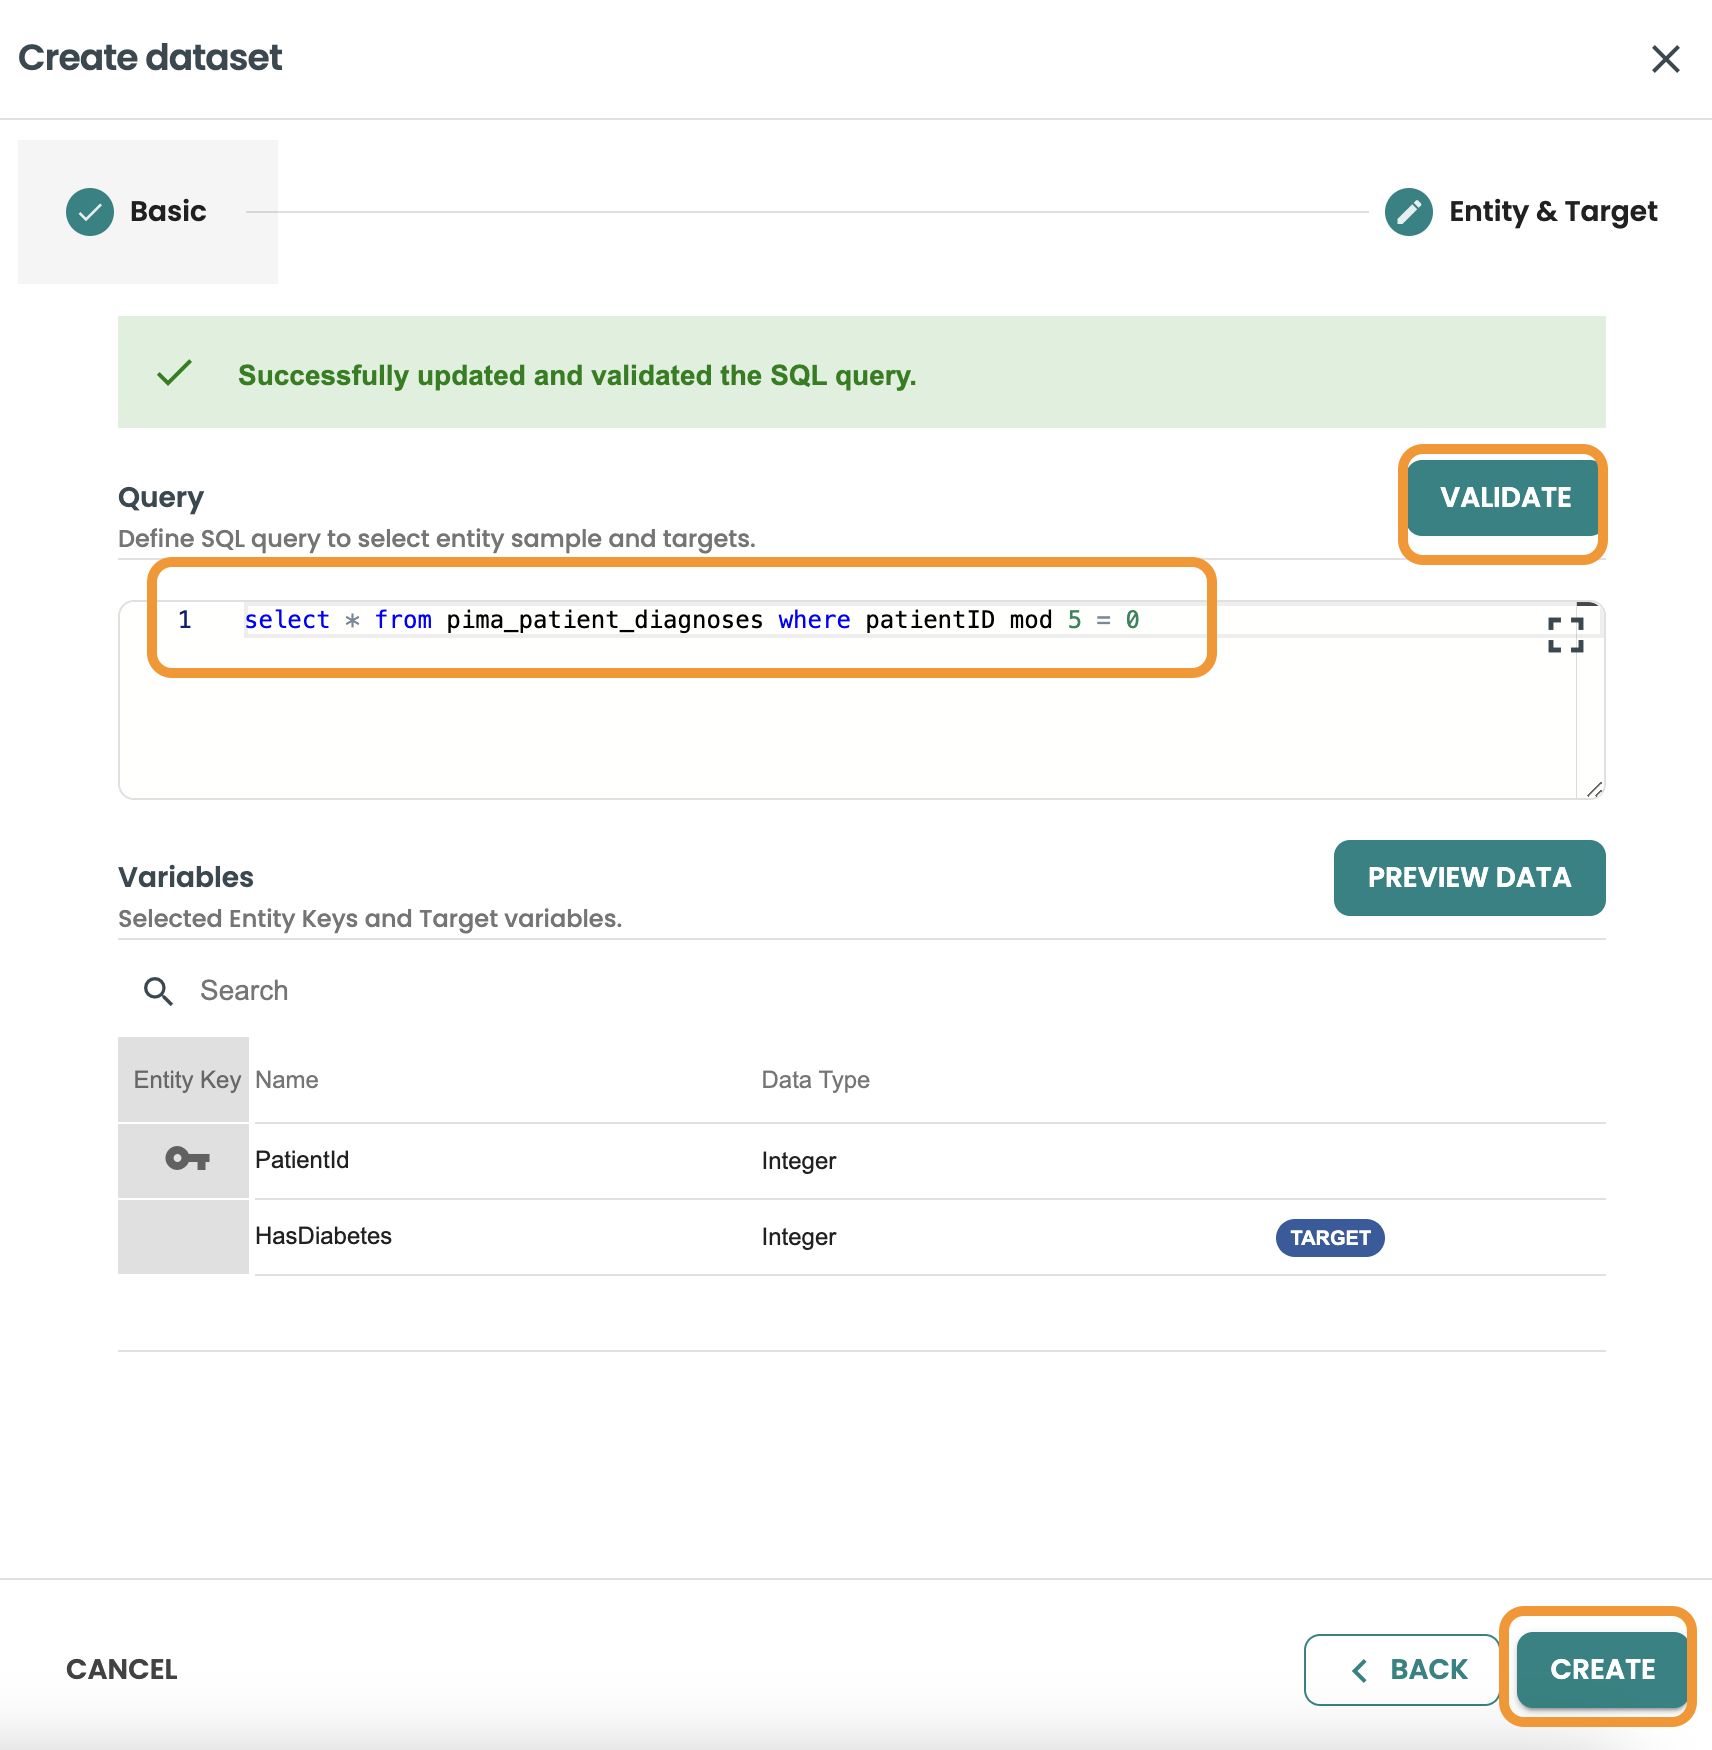 Create dataset
Basic
Entity & Target
Successfully updated and validated the SQL query.
Query
VALIDATE
Define SQL query to select entity sample and targets.
1 select * from pima_patient_diagnoses where patientID mod 5 = 0
Variables
PREVIEW DATA
Selected Entity Keys and Target variables.
Search
Entity Key Name Data Type
PatientId Integer
HasDiabetes Integer TARGET
CANCEL BACK CREATE